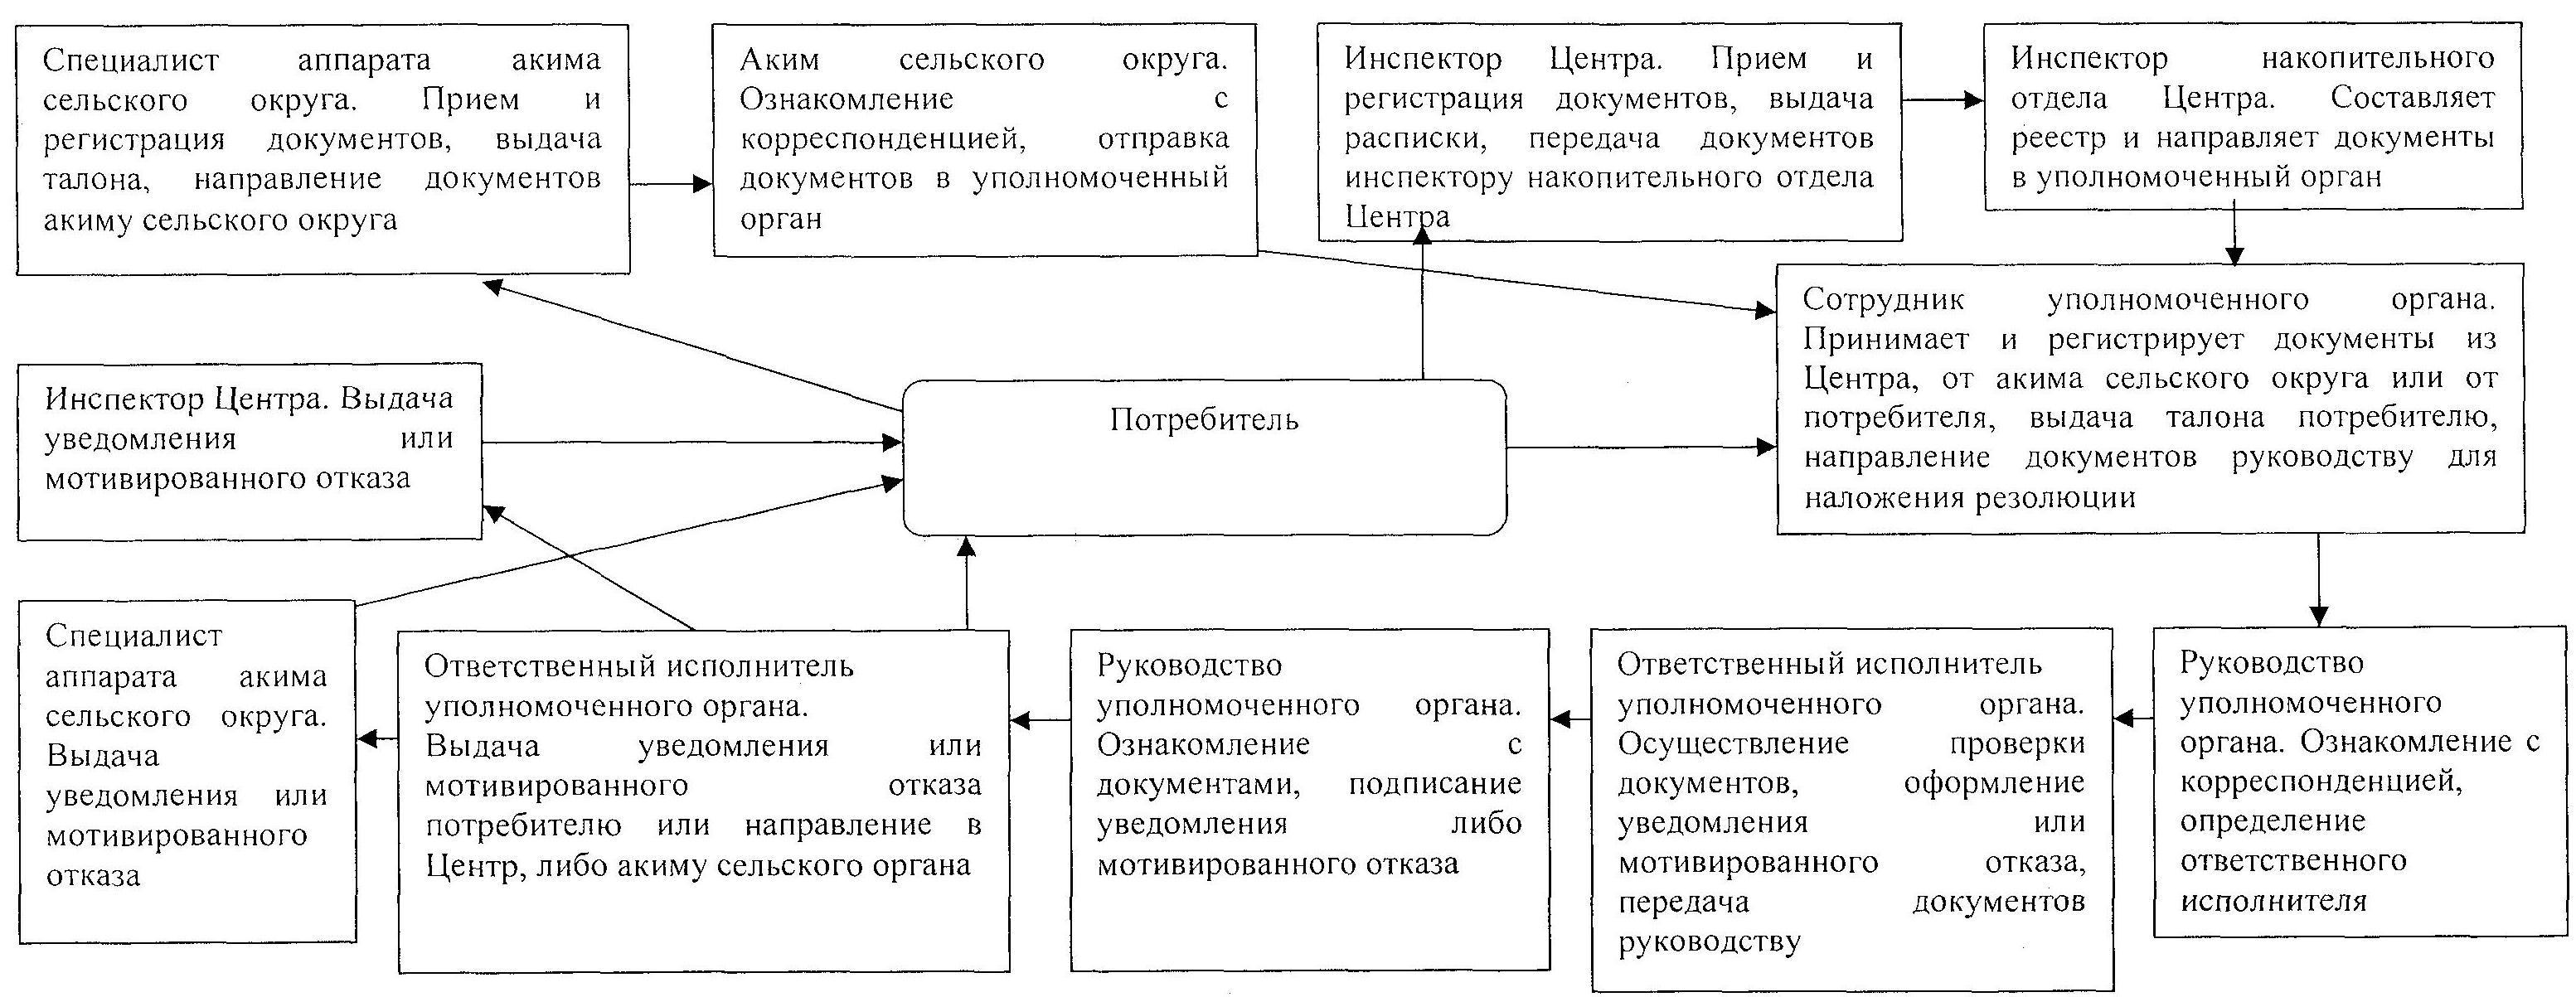 Специалист аппарата акима
сельского округа. Прием и
регистрация документов, выдача
талона, направление документов
акиму сельского округа
Аким сельского округа.
Ознакомление с
корреспонденцией, отправка
документов в уполномоченный
орган
Инспектор Центра. Прием и
регистрация документов, выдача
расписки, передача документов
инспектору накопительного отдела
Центра
Инспектор накопительного
отдела Центра. Составляет
реестр и направляет документы
в уполномоченный орган
Сотрудник уполномоченного органа.
Принимает и регистрирует документы из
Центра, от акима сельского округа или от
потребителя, выдача талона потребителю,
направление документов руководству для
наложения резолюции
Инспектор Центра. Выдача
уведомления или
мотивированного отказа
Потребитель
Специалист
аппарата акима
сельского округа.
Выдача
уведомления или
мотивированного
отказа
Ответственный исполнитель
уполномоченного органа.
Выдача уведомления или
мотивированного отказа
потребителю или направление в
Центр, либо акиму сельского органа
Руководство
уполномоченного органа.
Ознакомление с
документами, подписание
уведомления либо
мотивированного отказа
Ответственный исполнитель
уполномоченного органа.
Осуществление проверки
документов, оформление
уведомления или
мотивированного отказа,
передача документов
руководству
Руководство
уполномоченного
органа. Ознакомление с
корреспонденцией,
определение
ответственного
исполнителя